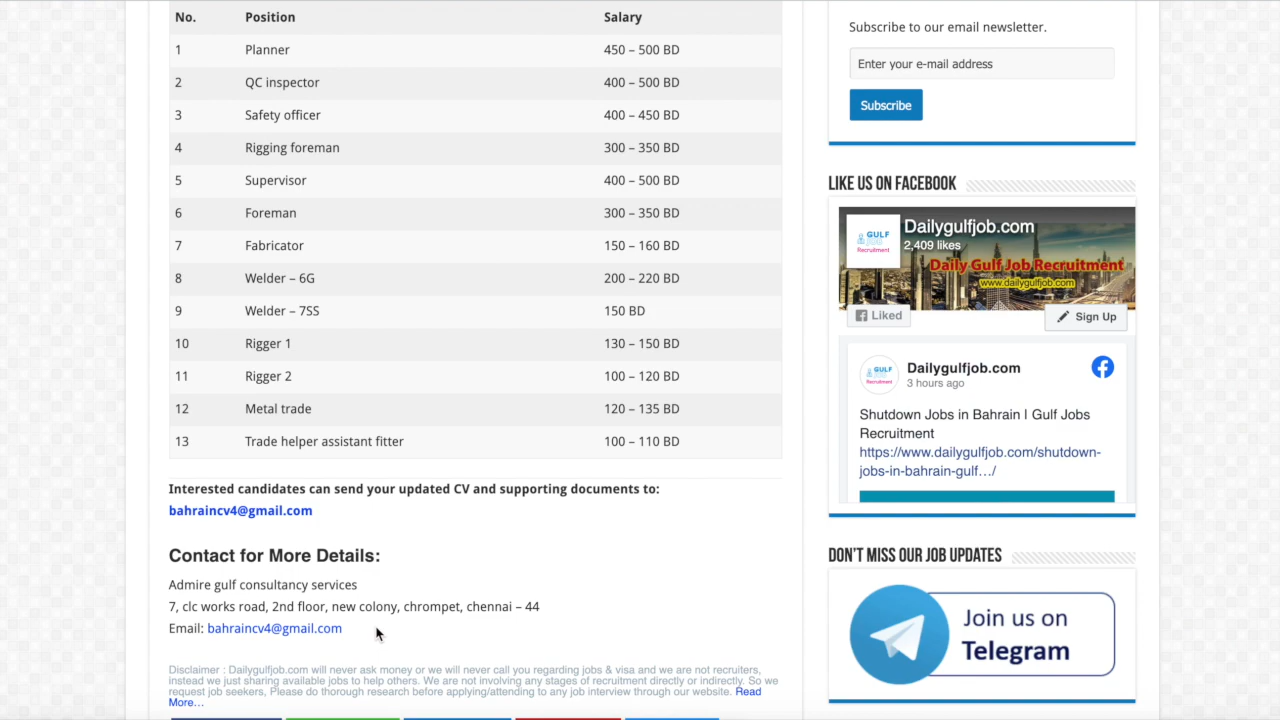 No. Position Salary
1 Planner 450 – 500 BD
2 QC inspector 400 – 500 BD
3 Safety officer 400 – 450 BD
4 Rigging foreman 300 – 350 BD
5 Supervisor 400 – 500 BD
6 Foreman 300 – 350 BD
7 Fabricator 150 – 160 BD
8 Welder – 6G 200 – 220 BD
9 Welder – 7SS 150 BD
10 Rigger 1 130 – 150 BD
11 Rigger 2 100 – 120 BD
12 Metal trade 120 – 135 BD
13 Trade helper assistant fitter 100 – 110 BD
Interested candidates can send your updated CV and supporting documents to:
bahraincv4@gmail.com
Contact for More Details:
Admire gulf consultancy services
7, clc works road, 2nd floor, new colony, chrompet, chennai – 44
Email: bahraincv4@gmail.com
Disclaimer : Dailygulfjob.com will never ask money or we will never call you regarding jobs & visa and we are not recruiters,
instead we just sharing available jobs to help others. We are not involving any stages of recruitment directly or indirectly. So we
request job seekers, Please do thorough research before applying/attending to any job interview through our website. Read
More…
Subscribe to our email newsletter.
Enter your e-mail address
Subscribe
LIKE US ON FACEBOOK
GULF
JOB
Recruitment
Dailygulfjob.com
2,409 likes
Daily Gulf Job Recruitment
www.dailygulfjob.com
Liked
Sign Up
GULF
JOB
Recruitment
Dailygulfjob.com
3 hours ago
Shutdown Jobs in Bahrain | Gulf Jobs
Recruitment
https://www.dailygulfjob.com/shutdown-
jobs-in-bahrain-gulf…/
DON'T MISS OUR JOB UPDATES
Join us on
Telegram